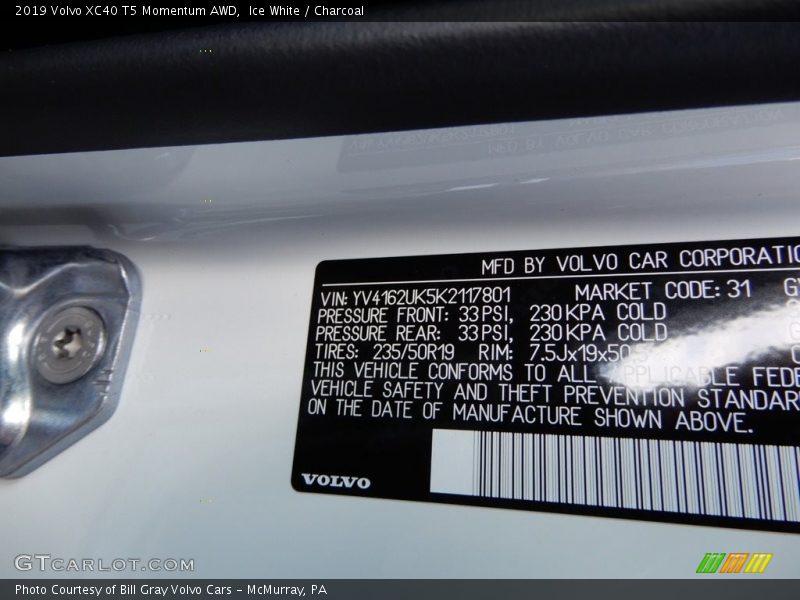 2019 Volvo XC40 T5 Momentum AWD,  Ice White / Charcoal
MFD BY VOLVO CAR CORPORATIO
VIN: YV4162UK5K2117801 MARKET CODE: 31
PRESSURE FRONT: 33 PSI, 230 KPA COLD
PRESSURE REAR: 33 PSI, 230 KPA COLD
TIRES: 235/50R19 RIM: 7.5Jx19x50.5
THIS VEHICLE CONFORMS TO ALL APPLICABLE FEDE
VEHICLE SAFETY AND THEFT PREVENTION STANDAR
ON THE DATE OF MANUFACTURE SHOWN ABOVE.
VOLVO
GTCARLOT.COM
Photo Courtesy of Bill Gray Volvo Cars – McMurray, PA